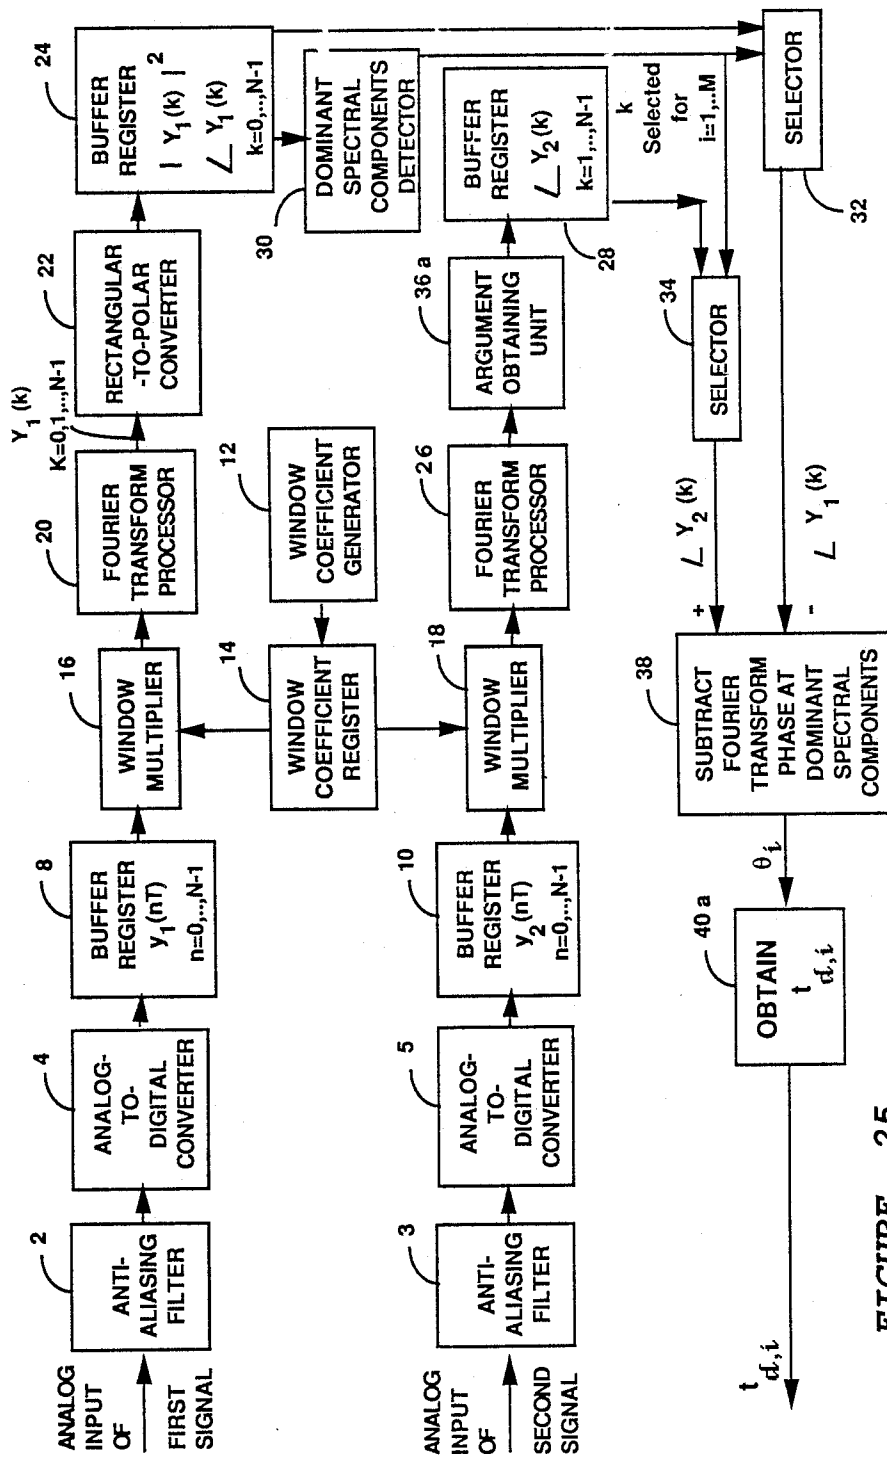 ANALOG
INPUT
OF
FIRST
SIGNAL
2
ANTI-
ALIASING
FILTER
4
ANALOG-
TO-
DIGITAL
CONVERTER
8
BUFFER
REGISTER
y₁(nT)
n=0,..,N-1
16
WINDOW
MULTIPLIER
20
FOURIER
TRANSFORM
PROCESSOR
Y₁(k)
K=0,1,..,N-1
22
RECTANGULAR
-TO-POLAR
CONVERTER
24
BUFFER
REGISTER
| Y₁(k) |²
∠ Y₁(k)
k=0,..,N-1
14
WINDOW
COEFFICIENT
REGISTER
12
WINDOW
COEFFICIENT
GENERATOR
30
DOMINANT
SPECTRAL
COMPONENTS
DETECTOR
ANALOG
INPUT
OF
SECOND
SIGNAL
3
ANTI-
ALIASING
FILTER
5
ANALOG-
TO-
DIGITAL
CONVERTER
10
BUFFER
REGISTER
y₂(nT)
n=0,..,N-1
18
WINDOW
MULTIPLIER
26
FOURIER
TRANSFORM
PROCESSOR
36 a
ARGUMENT
OBTAINING
UNIT
BUFFER
REGISTER
∠ Y₂(k)
k=1,..,N-1
28
k
Selected
for
i=1,..M
34
SELECTOR
32
SELECTOR
∠ Y₂(k)
+
-
∠ Y₁(k)
38
SUBTRACT
FOURIER
TRANSFORM
PHASE AT
DOMINANT
SPECTRAL
COMPONENTS
θᵢ
40 a
OBTAIN
t d,i
t d,i
FIGURE 25